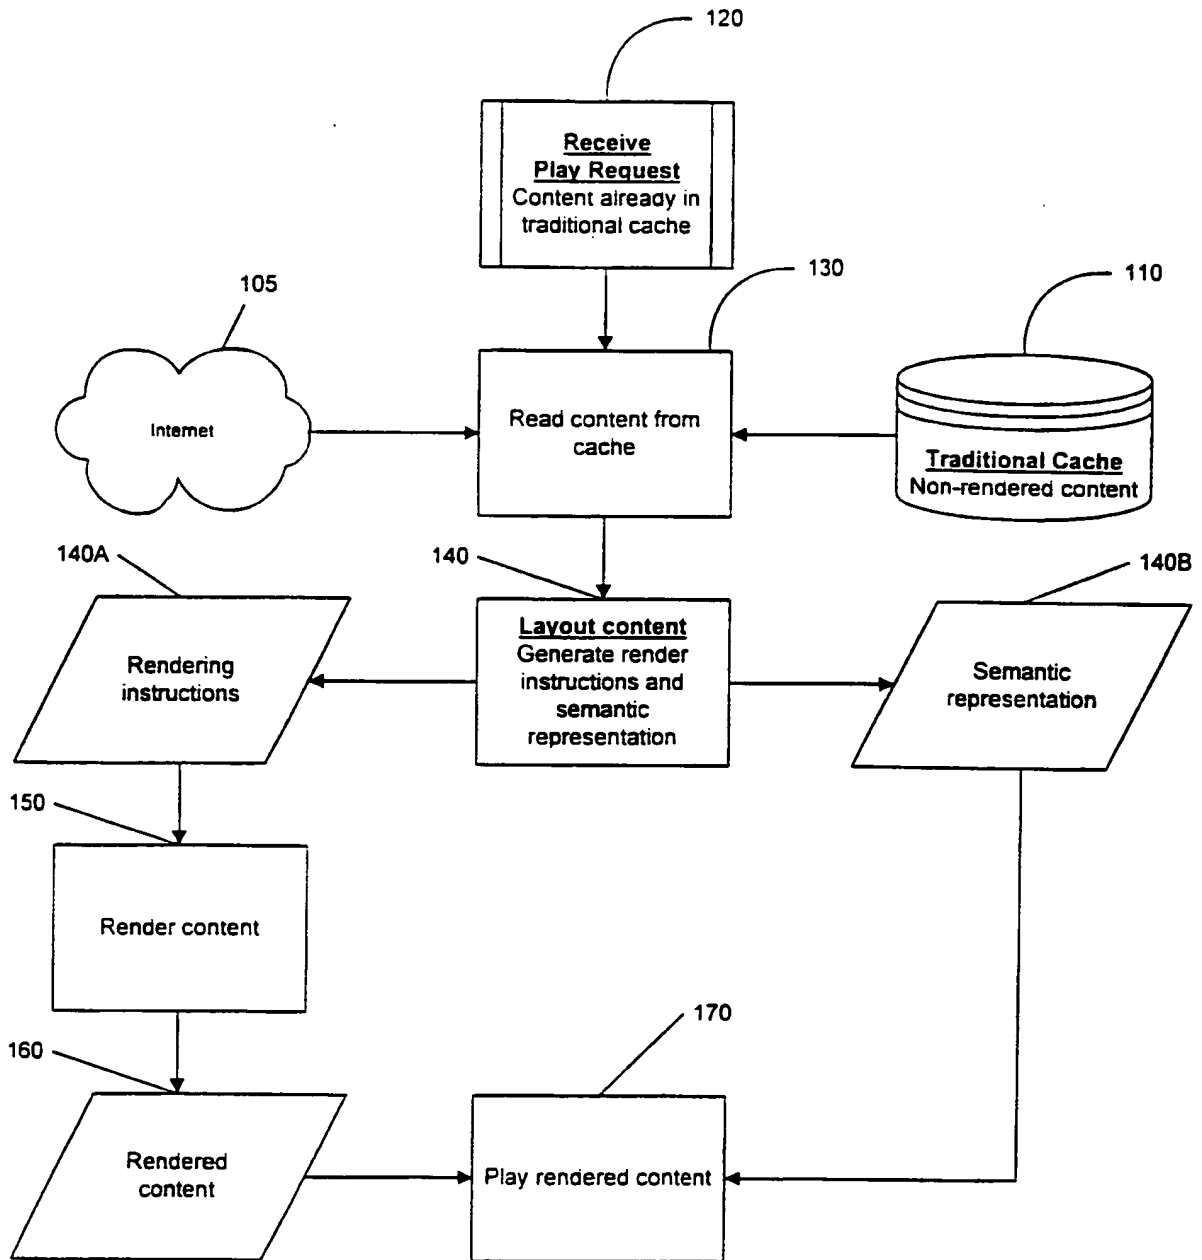 120
Receive
Play Request
Content already in
traditional cache
130
110
105
Internet
Read content from
cache
Traditional Cache
Non-rendered content
140A
140
140B
Rendering
instructions
Layout content
Generate render
instructions and
semantic
representation
Semantic
representation
150
Render content
170
160
Rendered
content
Play rendered content